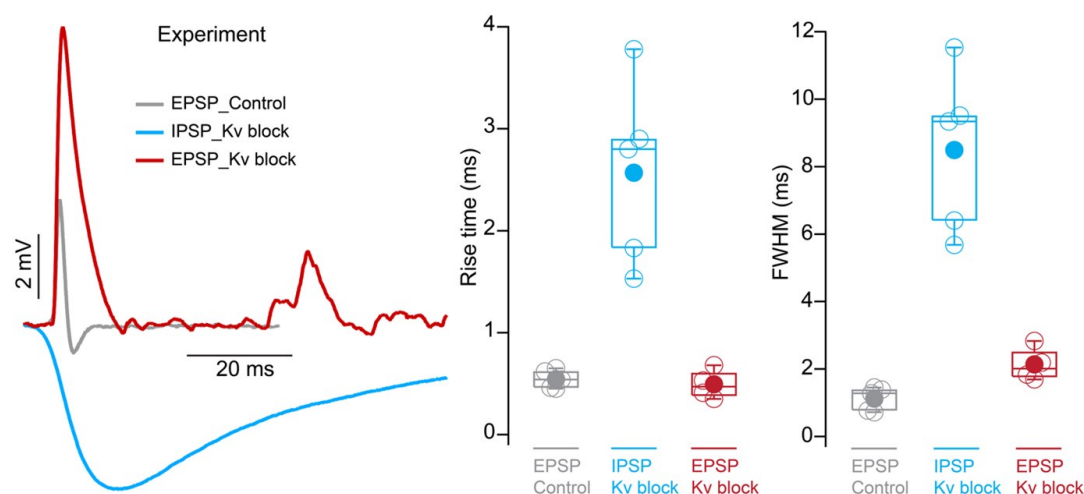 Experiment
EPSP_Control
IPSP_Kv block
EPSP_Kv block
2 mV
20 ms
Rise time (ms)
4
3
2
1
0
EPSP
Control
IPSP
Kv block
EPSP
Kv block
FWHM (ms)
12
10
8
6
4
2
0
EPSP
Control
IPSP
Kv block
EPSP
Kv block